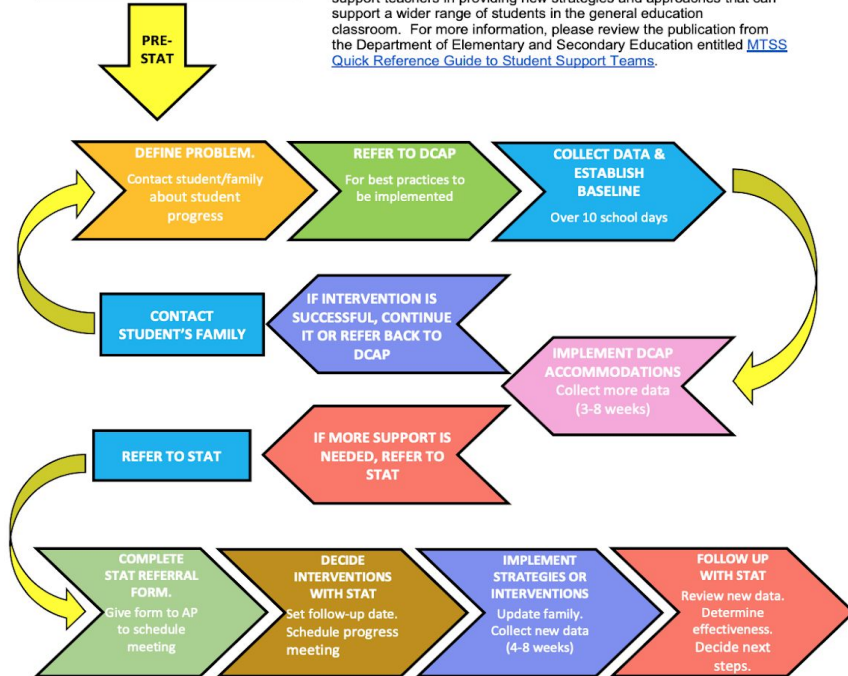 support teachers in providing new strategies and approaches that can
support a wider range of students in the general education
classroom. For more information, please review the publication from
the Department of Elementary and Secondary Education entitled MTSS
Quick Reference Guide to Student Support Teams.
PRE-
STAT
DEFINE PROBLEM.
Contact student/family
about student
progress
REFER TO DCAP
For best practices to
be implemented
COLLECT DATA &
ESTABLISH
BASELINE
Over 10 school days
IMPLEMENT DCAP
ACCOMMODATIONS
Collect more data
(3-8 weeks)
IF INTERVENTION IS
SUCCESSFUL, CONTINUE
IT OR REFER BACK TO
DCAP
CONTACT
STUDENT'S FAMILY
IF MORE SUPPORT IS
NEEDED, REFER TO
STAT
REFER TO STAT
COMPLETE
STAT REFERRAL
FORM.
Give form to AP
to schedule
meeting
DECIDE
INTERVENTIONS
WITH STAT
Set follow-up date.
Schedule progress
meeting
IMPLEMENT
STRATEGIES OR
INTERVENTIONS
Update family.
Collect new data
(4-8 weeks)
FOLLOW UP
WITH STAT
Review new data.
Determine
effectiveness.
Decide next
steps.